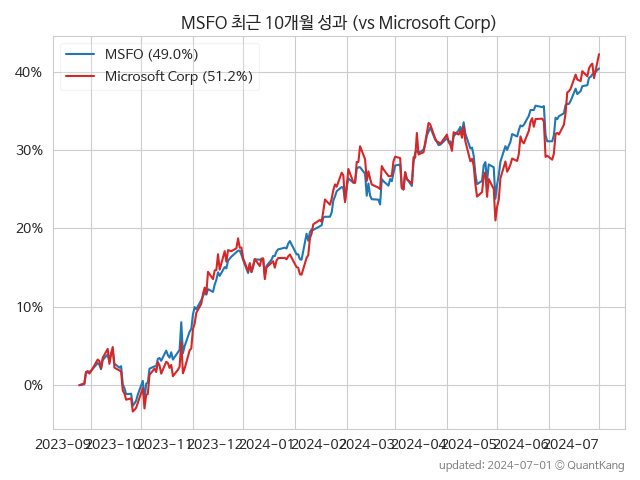 MSFO 최근 10개월 성과 (vs Microsoft Corp)
MSFO (49.0%)
Microsoft Corp (51.2%)
40%
30%
20%
10%
0%
2023-09 2023-10 2023-11 2023-12 2024-01 2024-02 2024-03 2024-04 2024-05 2024-06 2024-07
updated: 2024-07-01 © QuantKang